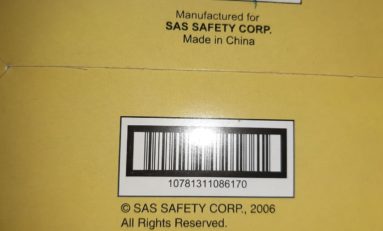 Manufactured for
SAS SAFETY CORP.
Made in China
10781311086170
© SAS SAFETY CORP., 2006
All Rights Reserved.